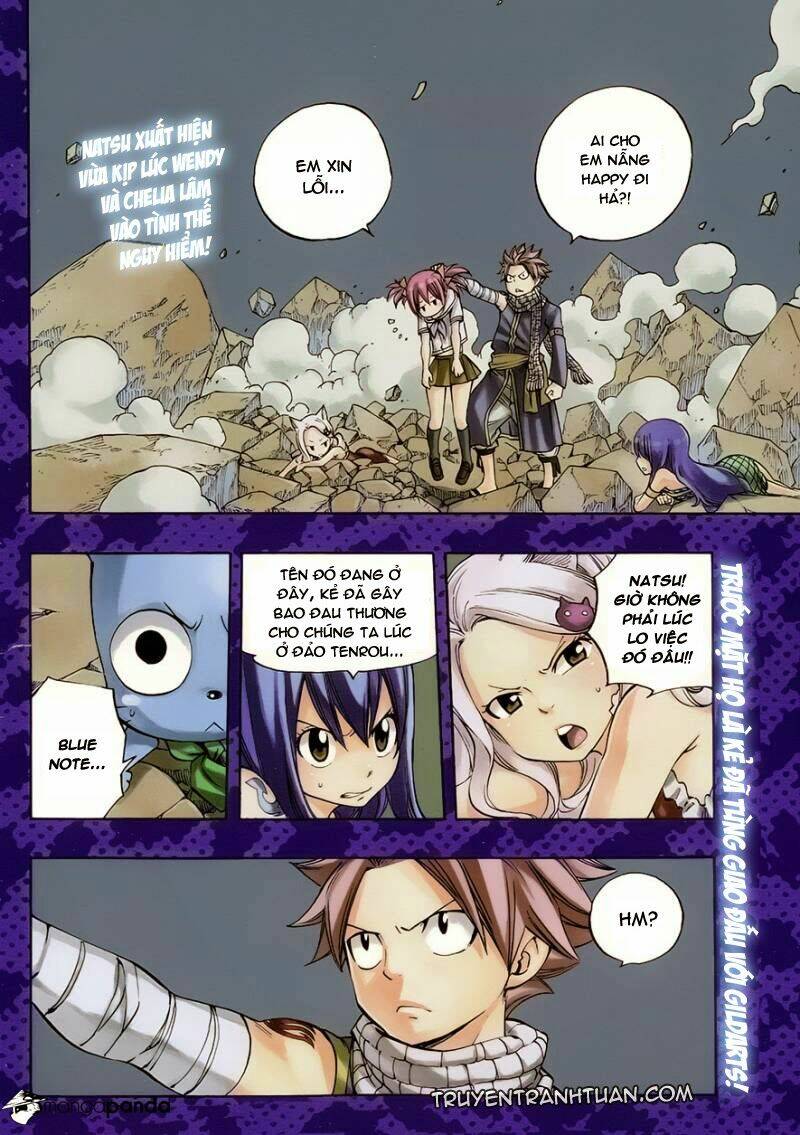 NATSU XUẤT HIỆN
VỪA KỊP LÚC WENDY
VÀ CHELIA LÂM
VÀO TÌNH THẾ
NGUY HIỂM!
EM XIN
LỖI...
AI CHO
EM NẴNG
HAPPY ĐI
HẢ?!
BLUE
NOTE...
TÊN ĐÓ ĐANG Ở
ĐÂY, KẺ ĐÃ GÂY
BAO ĐAU THƯƠNG
CHO CHÚNG TA LÚC
Ở ĐẢO TENROU...
NATSU!
GIỜ KHÔNG
PHẢI LÚC
LO VIỆC
ĐÓ ĐÂU!!
TRƯỚC MẶT HỌ LÀ KẺ ĐÃ TỪNG GIAO ĐẤU VỚI GILDARTS!
HM?
TRUYENTRANHTUAN.COM
mangapanda